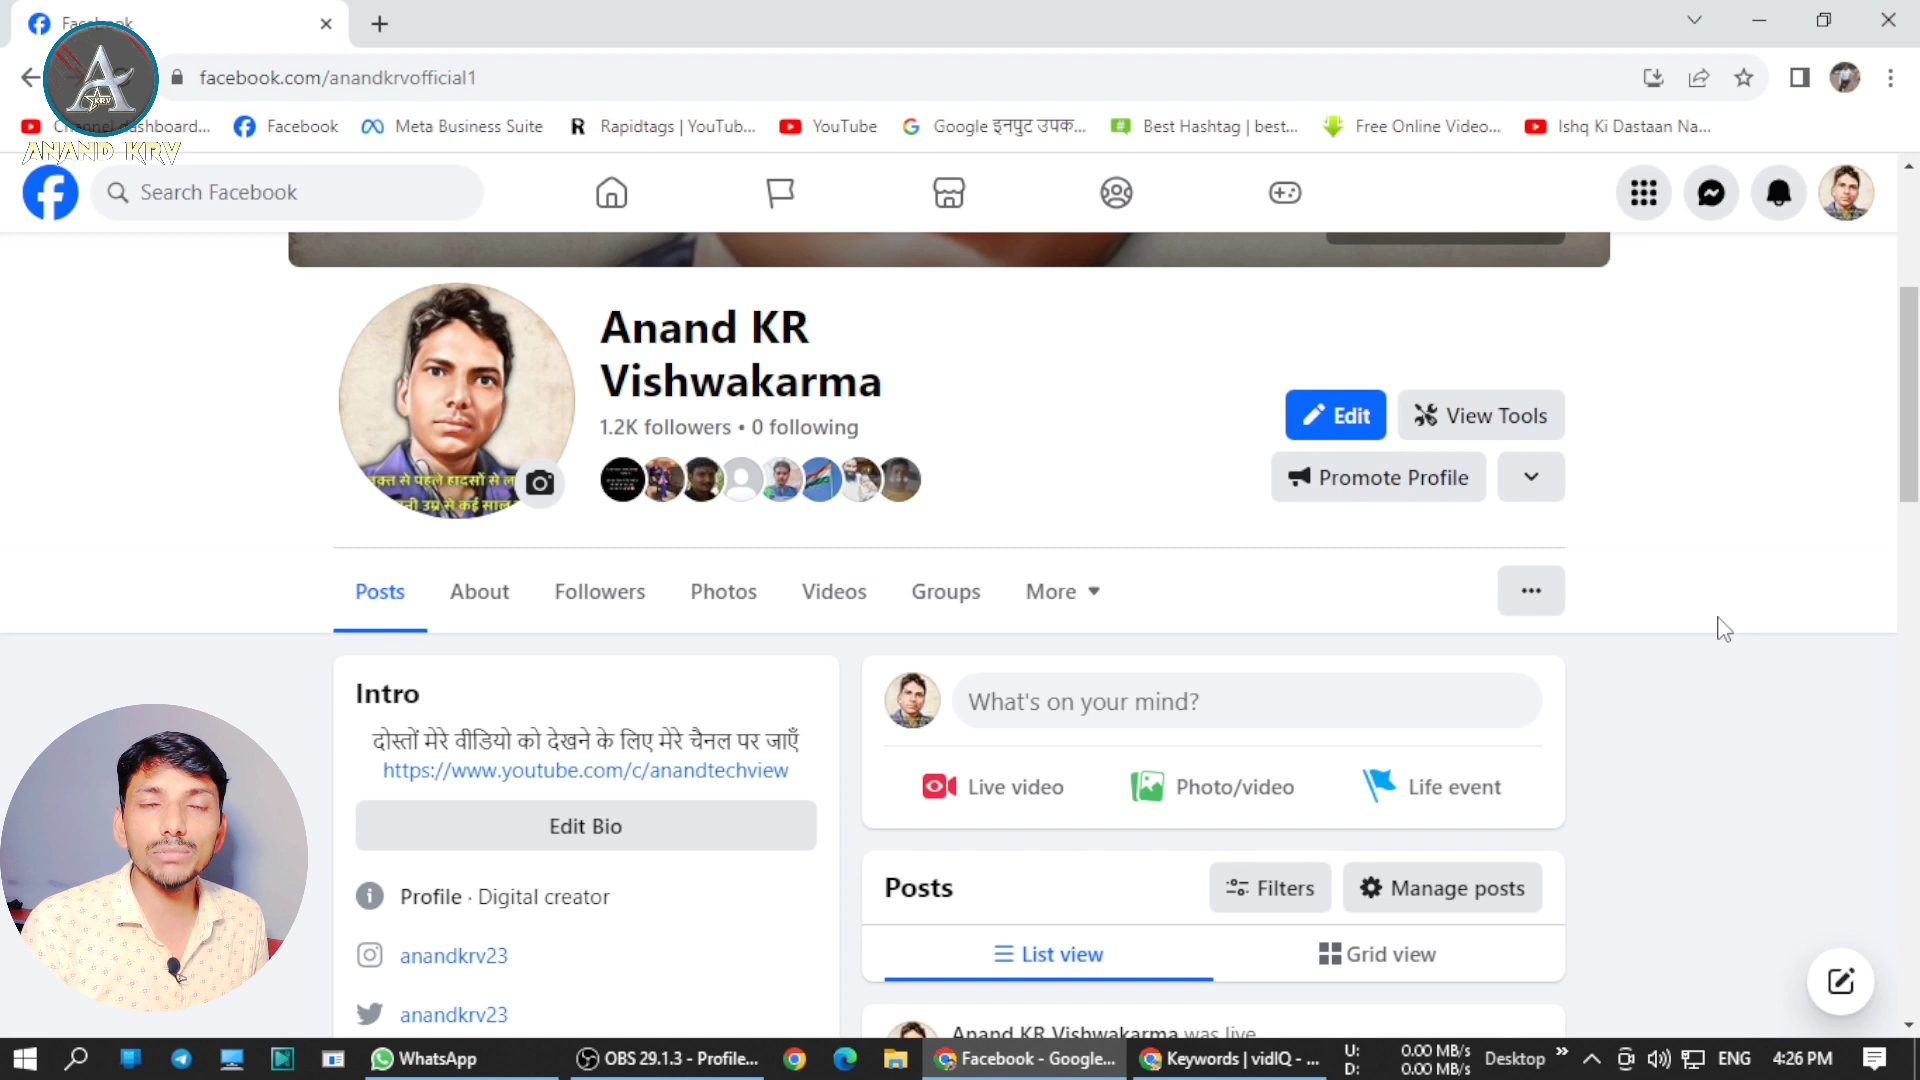 Facebook
facebook.com/anandkrvofficial1
Channel dashboard...
Facebook
Meta Business Suite
Rapidtags | YouTub...
YouTube
Google इनपुट उपक...
Best Hashtag | best...
Free Online Video...
Ishq Ki Dastaan Na...
KRV
ANAND KRV
Search Facebook
Anand KR
Vishwakarma
1.2K followers • 0 following
Edit
View Tools
Promote Profile
Posts
About
Followers
Photos
Videos
Groups
More
Intro
दोस्तों मेरे वीडियो को देखने के लिए मेरे चैनल पर जाएँ
https://www.youtube.com/c/anandtechview
Edit Bio
Profile · Digital creator
anandkrv23
anandkrv23
What's on your mind?
Live video
Photo/video
Life event
Posts
Filters
Manage posts
List view
Grid view
Anand KR Vishwakarma was live
WhatsApp
OBS 29.1.3 - Profile...
Facebook - Google...
Keywords | vidIQ - ...
U: 0.00 MB/s
D: 0.00 MB/s
Desktop
ENG
4:26 PM